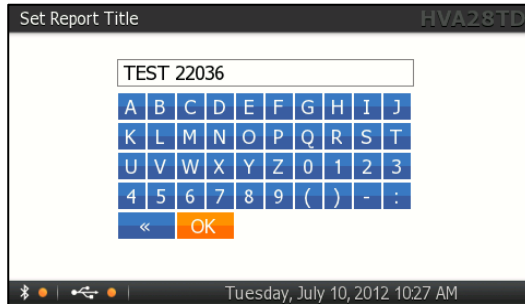 Set Report Title HVA28TD
TEST 22036
A B C D E F G H I J
K L M N O P Q R S T
U V W X Y Z 0 1 2 3
4 5 6 7 8 9 ( ) - :
« OK
Tuesday, July 10, 2012 10:27 AM